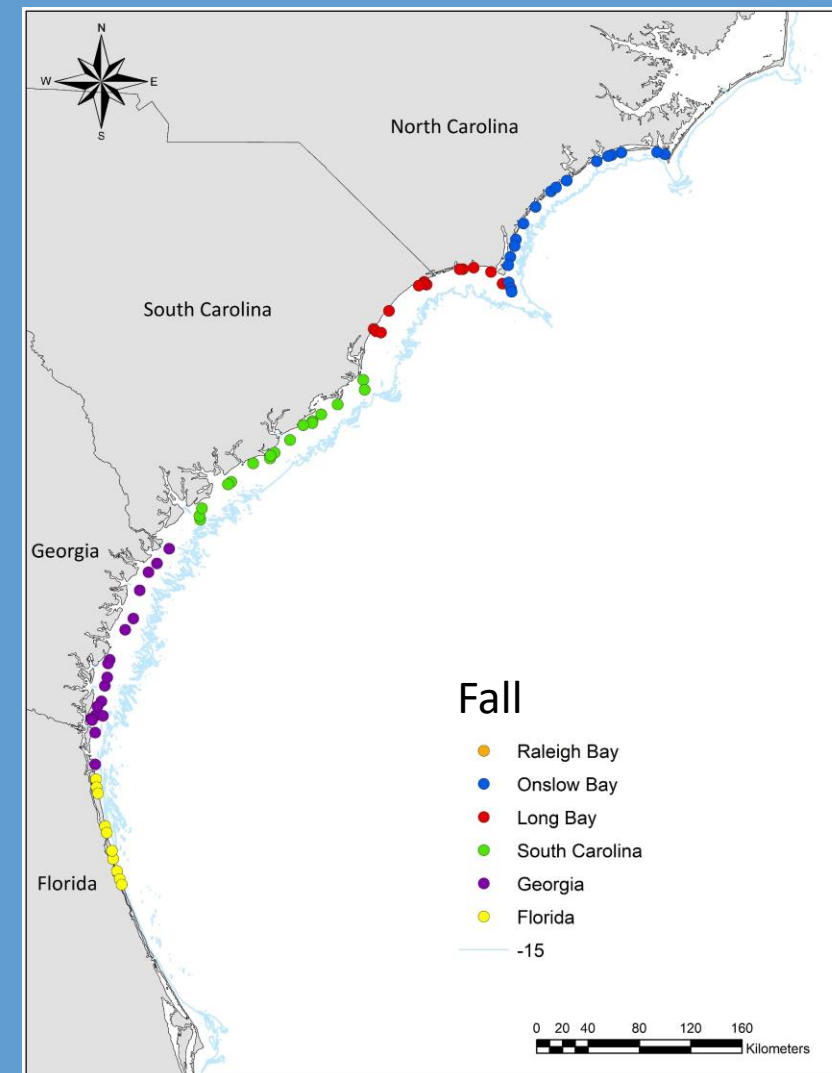 N
W E
S
North Carolina
South Carolina
Georgia
Florida
Fall
Raleigh Bay
Onslow Bay
Long Bay
South Carolina
Georgia
Florida
-15
0 20 40 80 120 160
Kilometers